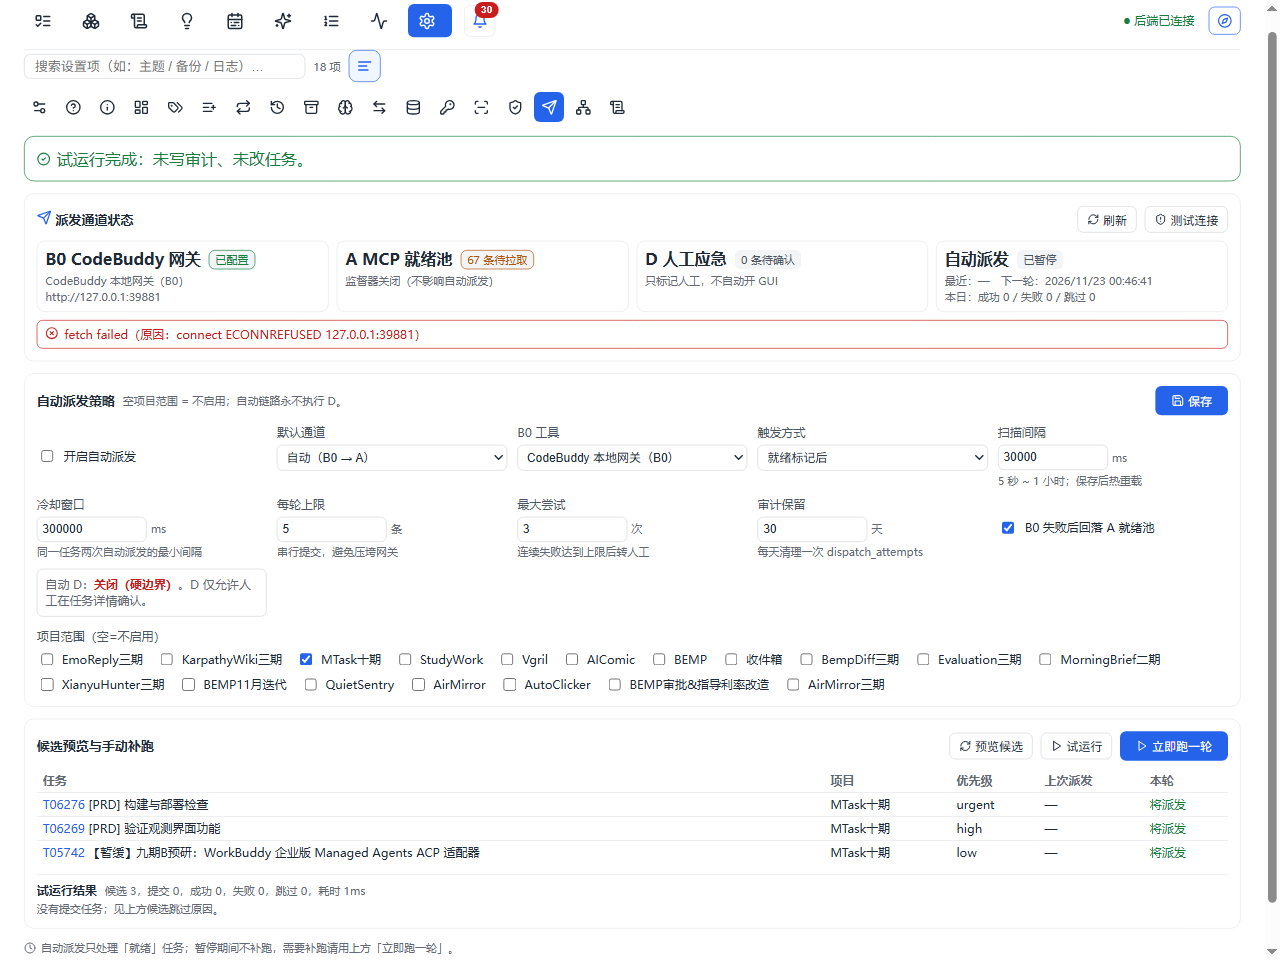 30
后端已连接
搜索设置项（如：主题 / 备份 / 日志）…
18 项
试运行完成：未写审计、未改任务。
派发通道状态
刷新
测试连接
B0 CodeBuddy 网关 已配置
CodeBuddy 本地网关（B0）
http://127.0.0.1:39881
A MCP 就绪池 67 条待拉取
监督器关闭（不影响自动派发）
D 人工应急 0 条待确认
只标记人工，不自动开 GUI
自动派发 已暂停
最近：— 下一轮：2026/11/23 00:46:41
本日：成功 0 / 失败 0 / 跳过 0
fetch failed（原因：connect ECONNREFUSED 127.0.0.1:39881）
自动派发策略 空项目范围 = 不启用；自动链路永不执行 D。
保存
开启自动派发
默认通道
自动（B0 → A）
B0 工具
CodeBuddy 本地网关（B0）
触发方式
就绪标记后
扫描间隔
30000 ms
5 秒 ~ 1 小时；保存后热重载
冷却窗口
300000 ms
同一任务两次自动派发的最小间隔
每轮上限
5 条
串行提交，避免压垮网关
最大尝试
3 次
连续失败达到上限后转人工
审计保留
30 天
每天清理一次 dispatch_attempts
B0 失败后回落 A 就绪池
自动 D：关闭（硬边界）。D 仅允许人
工在任务详情确认。
项目范围（空=不启用）
EmoReply三期 KarpathyWiki三期 MTask十期 StudyWork Vgril AIComic BEMP 收件箱 BempDiff三期 Evaluation三期 MorningBrief二期
XianyuHunter三期 BEMP11月迭代 QuietSentry AirMirror AutoClicker BEMP审批&指导利率改造 AirMirror三期
候选预览与手动补跑
预览候选
试运行
立即跑一轮
任务 项目 优先级 上次派发 本轮
T06276 [PRD] 构建与部署检查 MTask十期 urgent — 将派发
T06269 [PRD] 验证观测界面功能 MTask十期 high — 将派发
T05742 【暂缓】九期B预研：WorkBuddy 企业版 Managed Agents ACP 适配器 MTask十期 low — 将派发
试运行结果 候选 3，提交 0，成功 0，失败 0，跳过 0，耗时 1ms
没有提交任务；见上方候选跳过原因。
自动派发只处理「就绪」任务；暂停期间不补跑，需要补跑请用上方「立即跑一轮」。